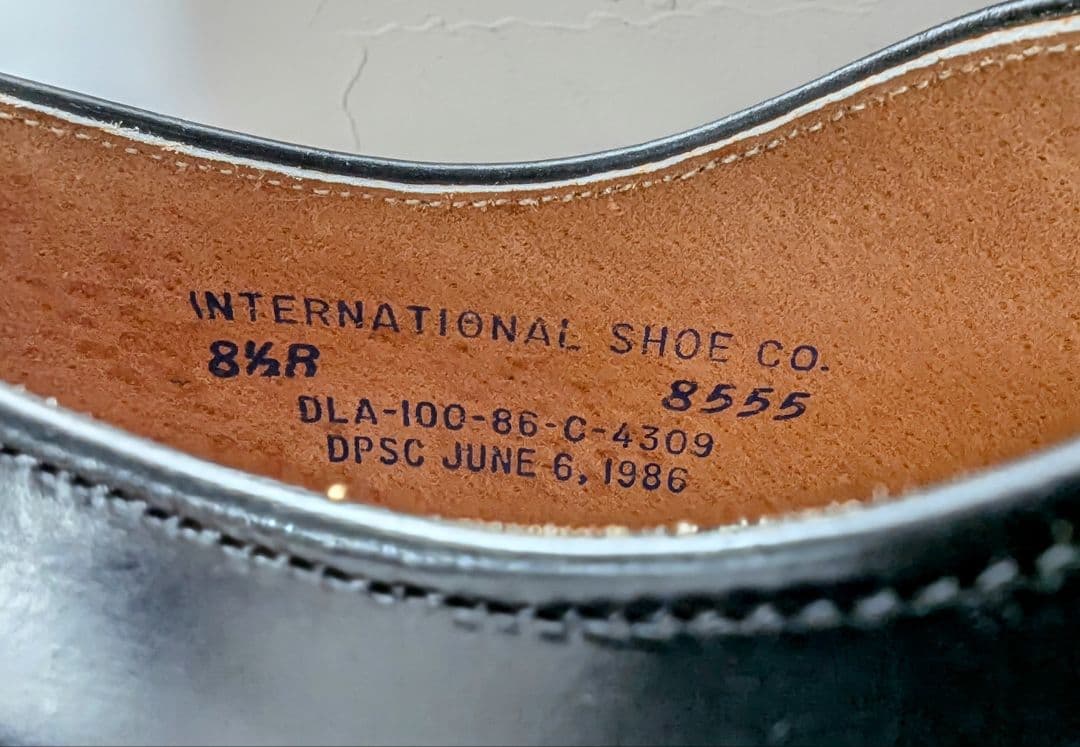 INTERNATIONAL SHOE CO.
8½R 8555
DLA-100-86-C-4309
DPSC JUNE 6, 1986